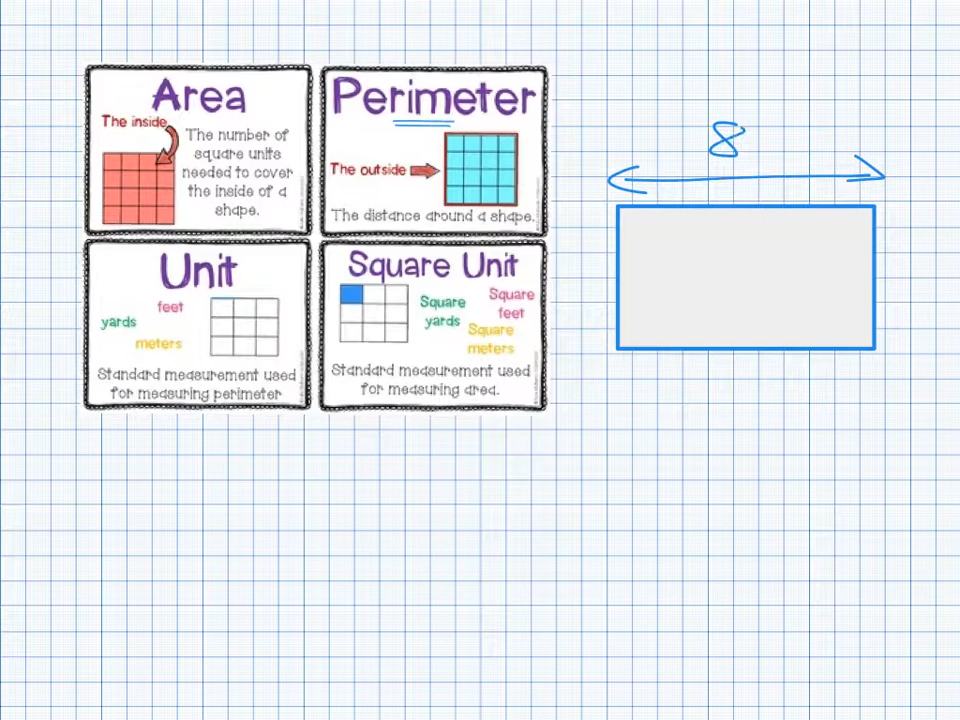 Area
The inside
The number of
square units
needed to cover
the inside of a
shape.
Perimeter
The outside
The distance around a shape.
Unit
feet
yards
meters
Standard measurement used
for measuring perimeter
Square Unit
Square
yards
Square
feet
Square
meters
Standard measurement used
for measuring area.
8